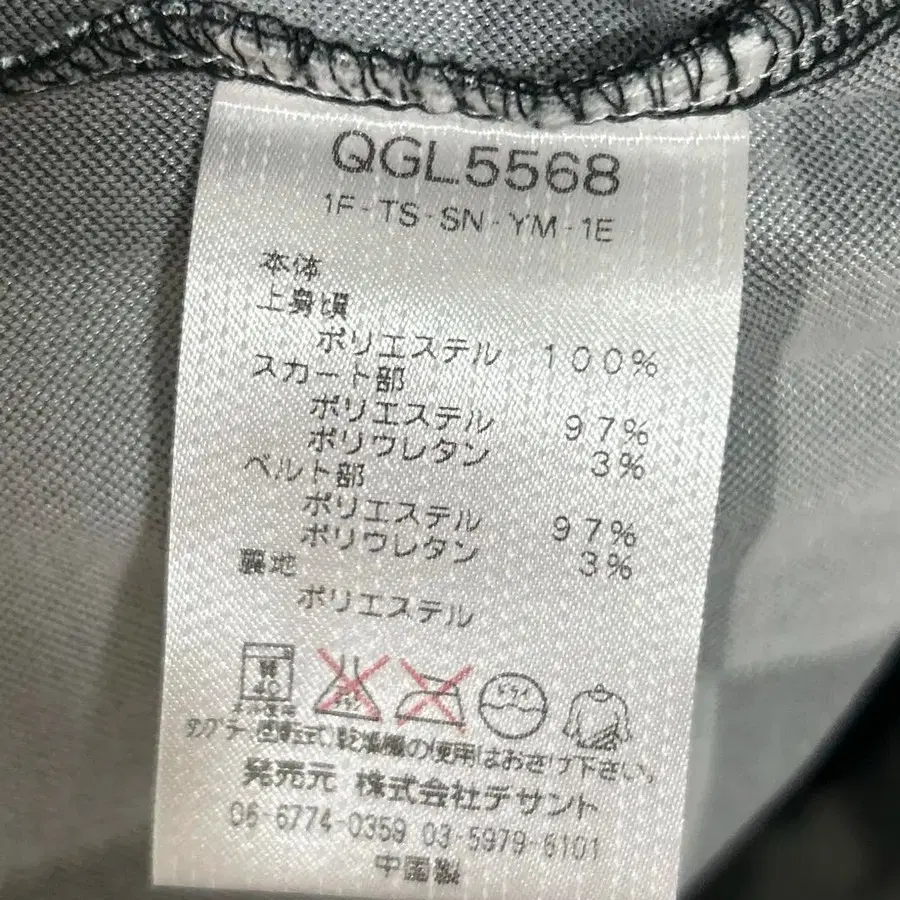 QGL5568
1F-TS-SN-YM-1E
本体
上身頃
ポリエステル 100%
スカート部
ポリエステル 97%
ポリウレタン 3%
ベルト部
ポリエステル 97%
ポリウレタン 3%
裏地
ポリエステル
40
タンブラー(回転式)乾燥機の使用はおさけ下さい。
発売元 株式会社デサント
06-6774-0359 03-5979-6101
中国製